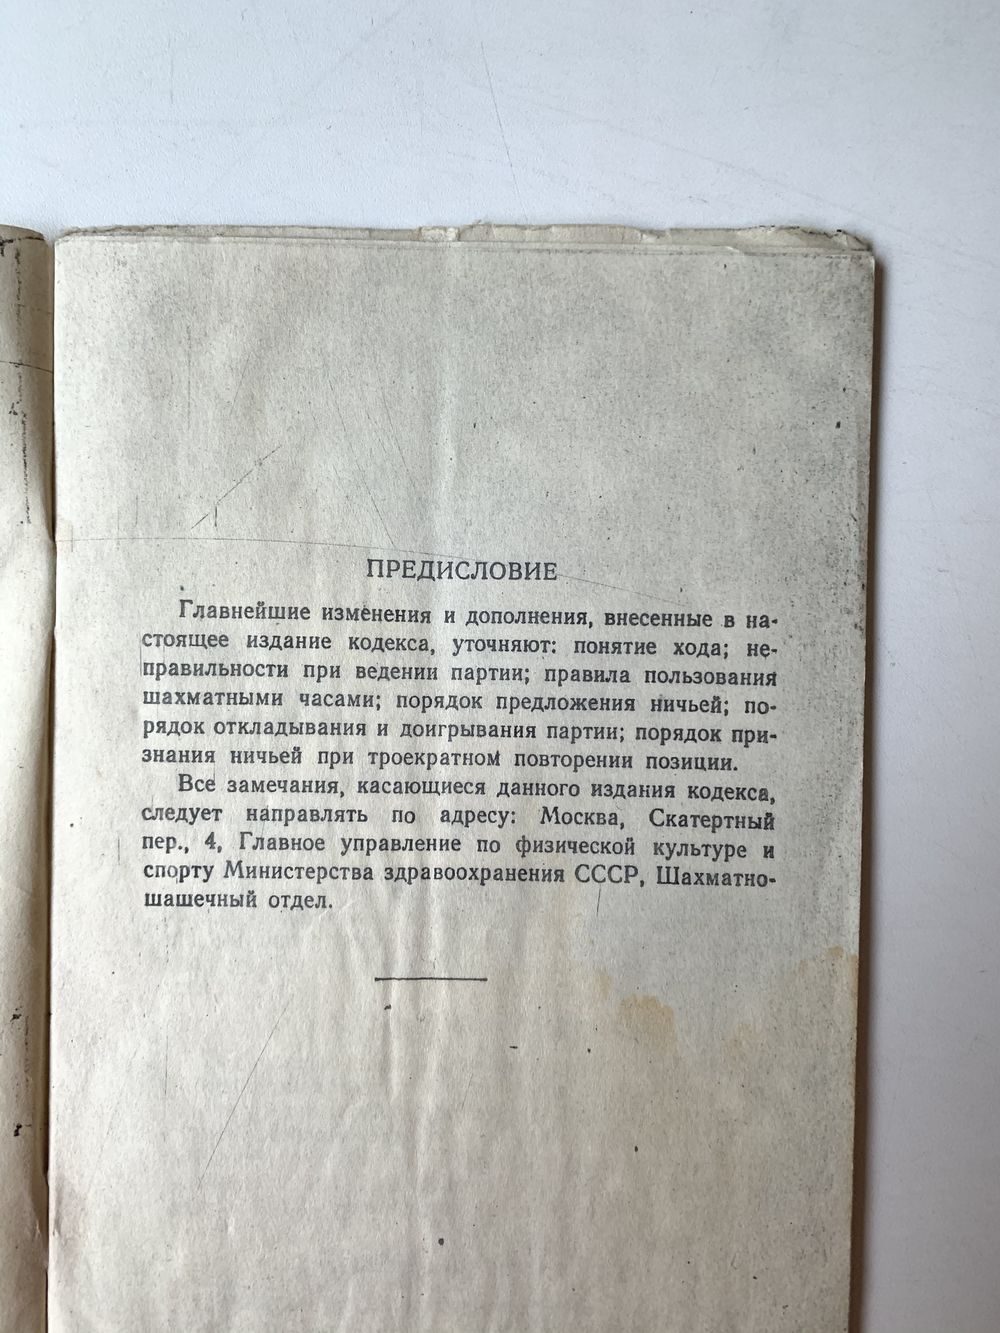 ПРЕДИСЛОВИЕ
Главнейшие изменения и дополнения, внесенные в на-
стоящее издание кодекса, уточняют: понятие хода; не-
правильности при ведении партии; правила пользования
шахматными часами; порядок предложения ничьей; по-
рядок откладывания и доигрывания партии; порядок при-
знания ничьей при троекратном повторении позиции.
Все замечания, касающиеся данного издания кодекса,
следует направлять по адресу: Москва, Скатертный
пер., 4, Главное управление по физической культуре и
спорту Министерства здравоохранения СССР, Шахматно-
шашечный отдел.